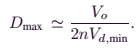 D_max ≃ V_o / 2nV_d,min.